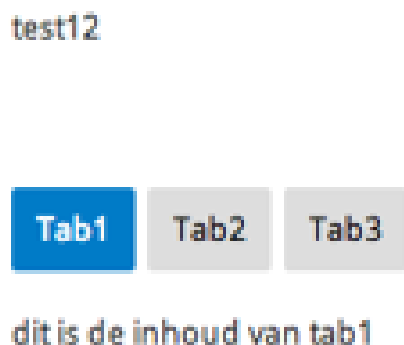 test12
Tab1 Tab2 Tab3
dit is de inhoud van tab1